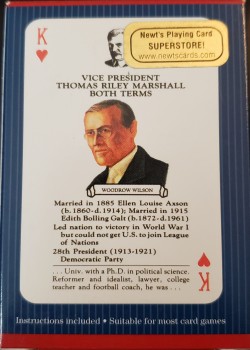 K
Newt's Playing Card
SUPERSTORE!
www.newtscards.com
VICE PRESIDENT
THOMAS RILEY MARSHALL
BOTH TERMS
WOODROW WILSON
Married in 1885 Ellen Louise Axson
(b.1860-d.1914); Married in 1915
Edith Bolling Galt (b.1872-d.1961)
Led nation to victory in World War 1
but could not get U.S. to join League
of Nations
28th President (1913-1921)
Democratic Party
. . . Univ. with a Ph.D. in political science.
Reformer and idealist, lawyer, college
teacher and football coach, he was . . .
K
Instructions included • Suitable for most card games